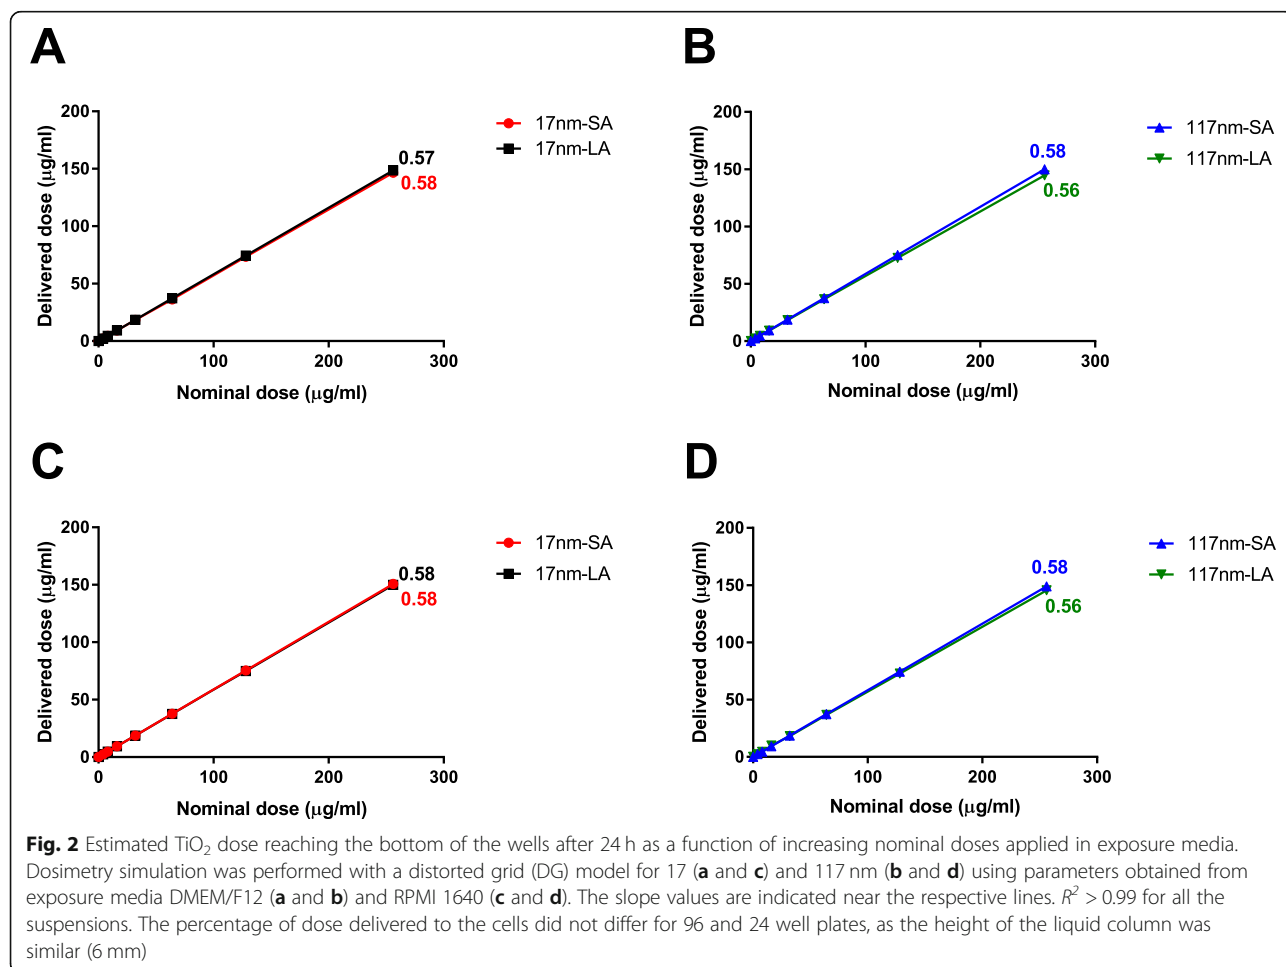 A
200
150
100
50
0
0 100 200 300
Delivered dose (µg/ml)
Nominal dose (µg/ml)
17nm-SA
17nm-LA
0.57
0.58
B
200
150
100
50
0
0 100 200 300
Delivered dose (µg/ml)
Nominal dose (µg/ml)
117nm-SA
117nm-LA
0.58
0.56
C
200
150
100
50
0
0 100 200 300
Delivered dose (µg/ml)
Nominal dose (µg/ml)
17nm-SA
17nm-LA
0.58
0.58
D
200
150
100
50
0
0 100 200 300
Delivered dose (µg/ml)
Nominal dose (µg/ml)
117nm-SA
117nm-LA
0.58
0.56
Fig. 2 Estimated TiO₂ dose reaching the bottom of the wells after 24 h as a function of increasing nominal doses applied in exposure media.
Dosimetry simulation was performed with a distorted grid (DG) model for 17 (a and c) and 117 nm (b and d) using parameters obtained from
exposure media DMEM/F12 (a and b) and RPMI 1640 (c and d). The slope values are indicated near the respective lines. R² > 0.99 for all the
suspensions. The percentage of dose delivered to the cells did not differ for 96 and 24 well plates, as the height of the liquid column was
similar (6 mm)